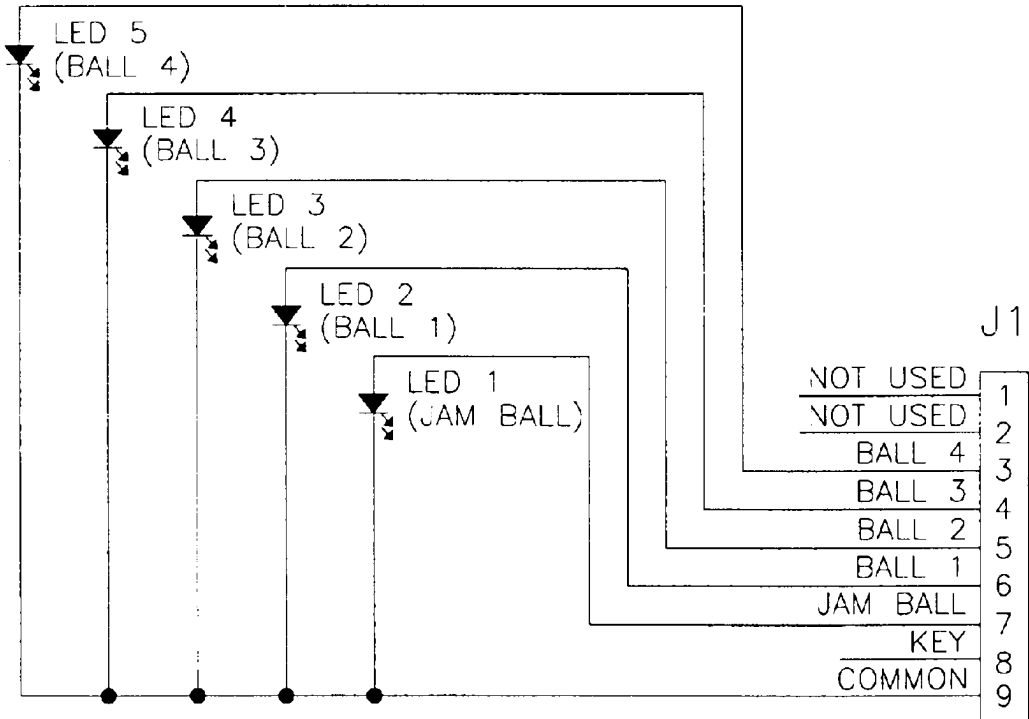 LED 5
(BALL 4)
LED 4
(BALL 3)
LED 3
(BALL 2)
LED 2
(BALL 1)
LED 1
(JAM BALL)
J1
NOT USED 1
NOT USED 2
BALL 4 3
BALL 3 4
BALL 2 5
BALL 1 6
JAM BALL 7
KEY 8
COMMON 9